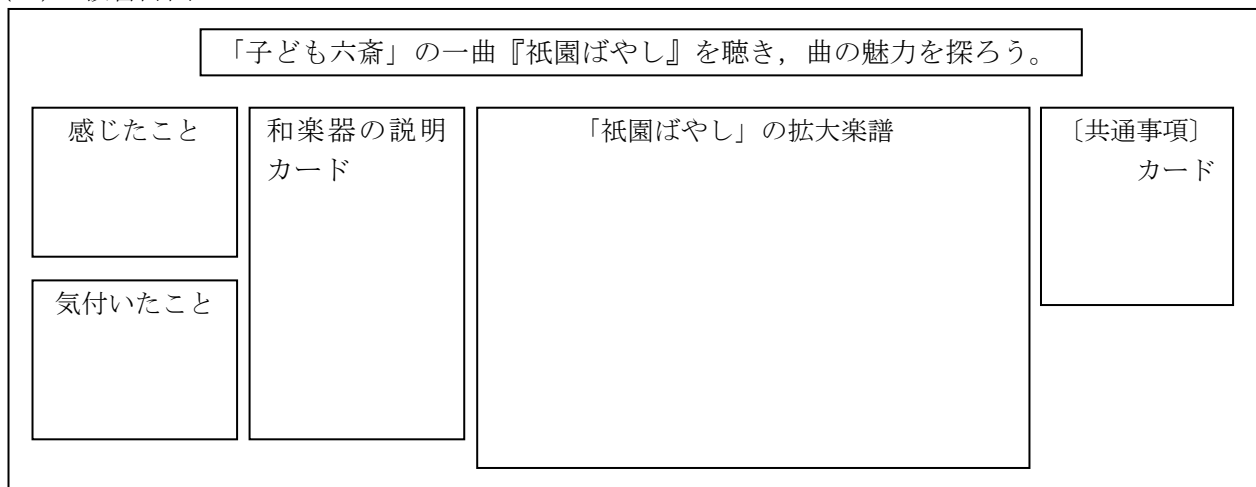 「子ども六斎」の一曲『祇園ばやし』を聴き，曲の魅力を探ろう。
感じたこと
気付いたこと
和楽器の説明
カード
「祇園ばやし」の拡大楽譜
〔共通事項〕
カード